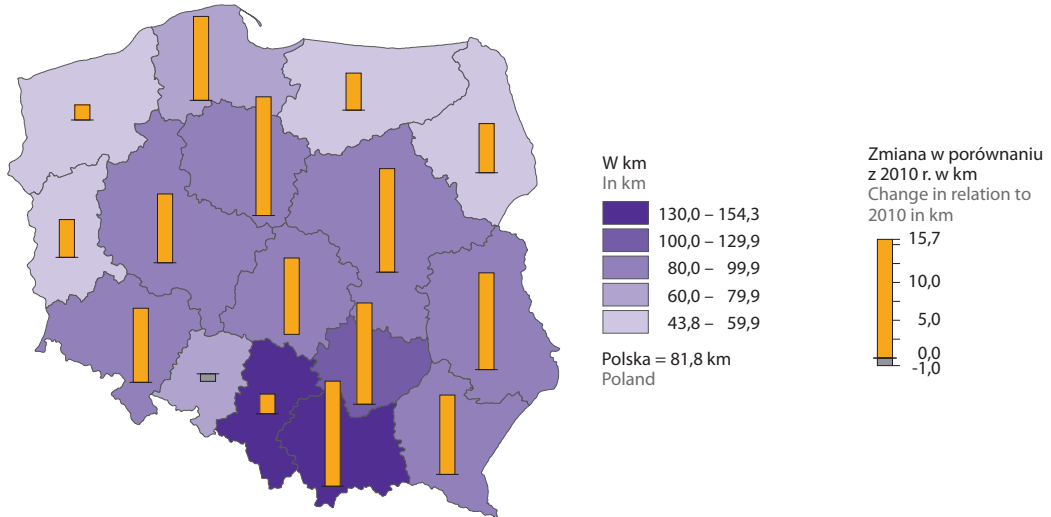 W km
In km
130,0 – 154,3
100,0 – 129,9
80,0 – 99,9
60,0 – 79,9
43,8 – 59,9
Polska = 81,8 km
Poland
Zmiana w porównaniu
z 2010 r. w km
Change in relation to
2010 in km
15,7
10,0
5,0
0,0
-1,0